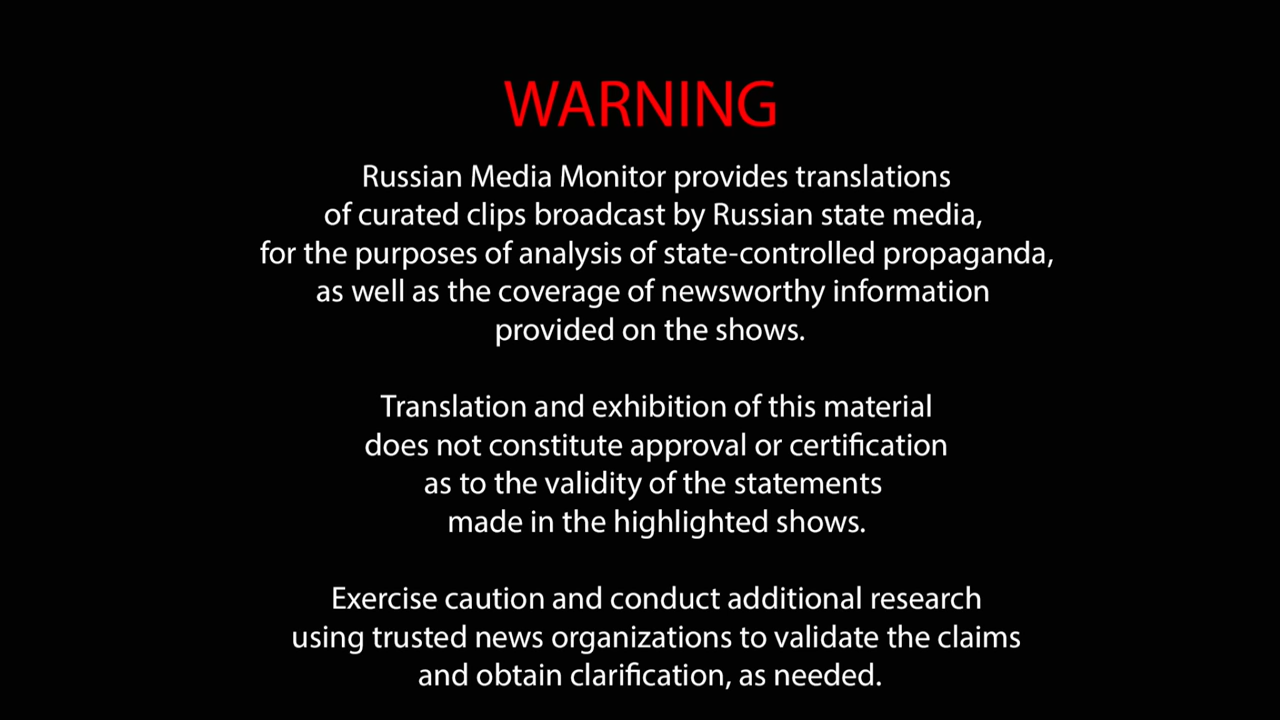 WARNING
Russian Media Monitor provides translations
of curated clips broadcast by Russian state media,
for the purposes of analysis of state-controlled propaganda,
as well as the coverage of newsworthy information
provided on the shows.
Translation and exhibition of this material
does not constitute approval or certification
as to the validity of the statements
made in the highlighted shows.
Exercise caution and conduct additional research
using trusted news organizations to validate the claims
and obtain clarification, as needed.